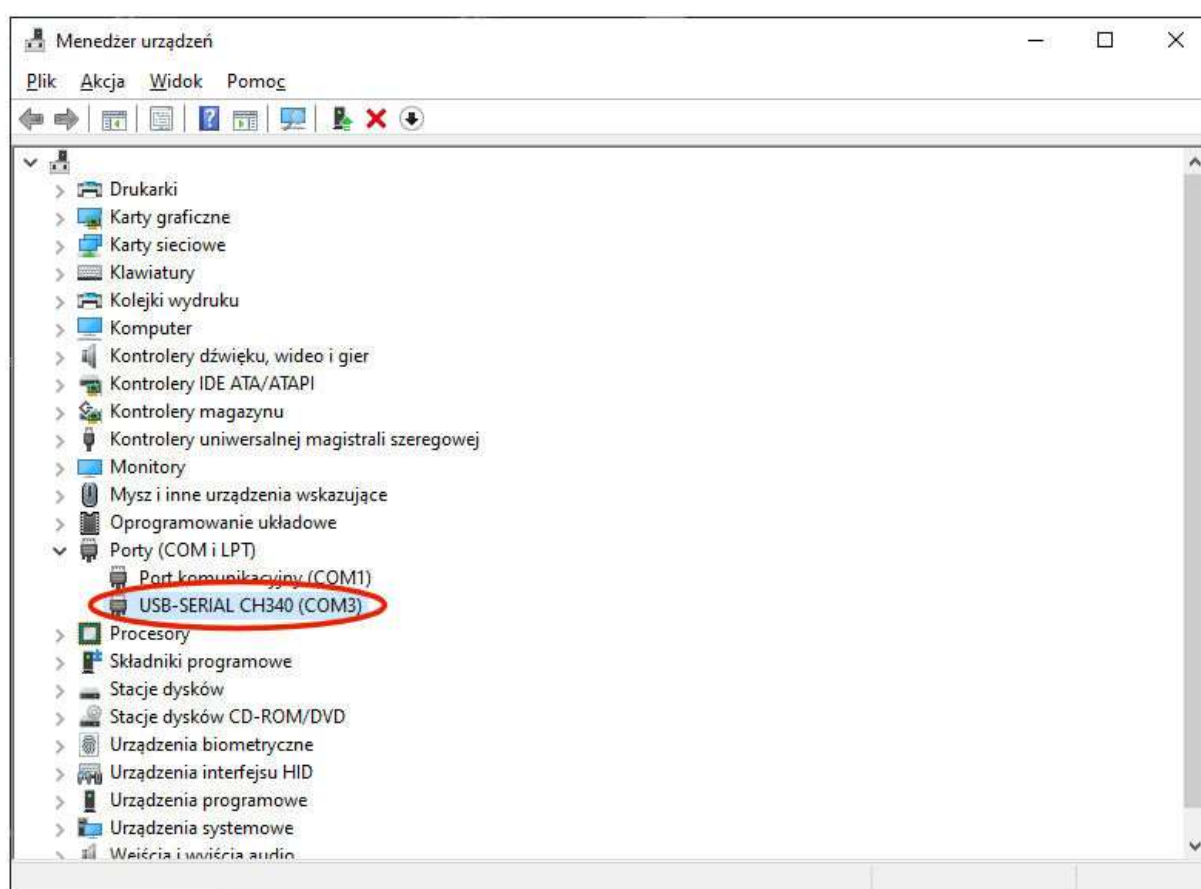 Menedżer urządzeń
Plik Akcja Widok Pomoc
Drukarki
Karty graficzne
Karty sieciowe
Klawiatury
Kolejki wydruku
Komputer
Kontrolery dźwięku, wideo i gier
Kontrolery IDE ATA/ATAPI
Kontrolery magazynu
Kontrolery uniwersalnej magistrali szeregowej
Monitory
Mysz i inne urządzenia wskazujące
Oprogramowanie układowe
Porty (COM i LPT)
Port komunikacyjny (COM1)
USB-SERIAL CH340 (COM3)
Procesory
Składniki programowe
Stacje dysków
Stacje dysków CD-ROM/DVD
Urządzenia biometryczne
Urządzenia interfejsu HID
Urządzenia programowe
Urządzenia systemowe
Wejścia i wyjścia audio